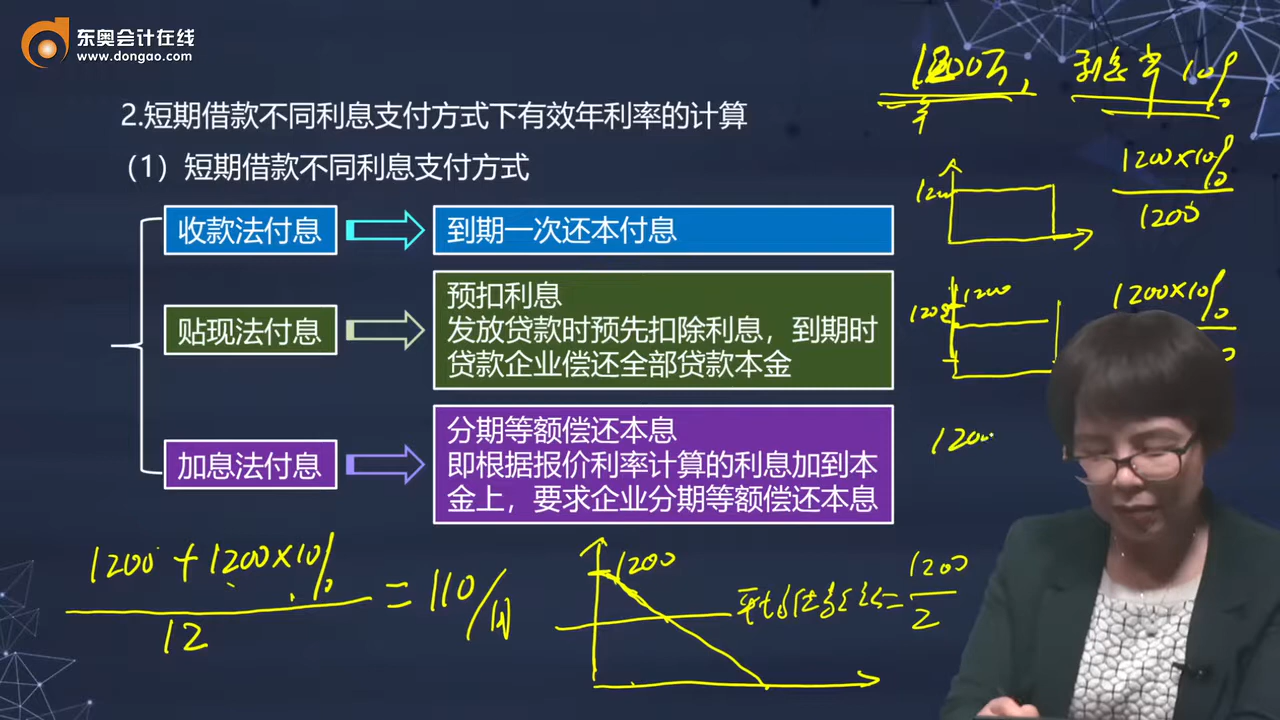 东奥会计在线
www.dongao.com
2.短期借款不同利息支付方式下有效年利率的计算
（1）短期借款不同利息支付方式
收款法付息
到期一次还本付息
贴现法付息
预扣利息
发放贷款时预先扣除利息，到期时
贷款企业偿还全部贷款本金
加息法付息
分期等额偿还本息
即根据报价利率计算的利息加到本
金上，要求企业分期等额偿还本息
1200万，
利息率 10%
1200×10%
1200
1200
1200×10%
1200
1200+1200×10%
12
=110/月
1200
=1200
2